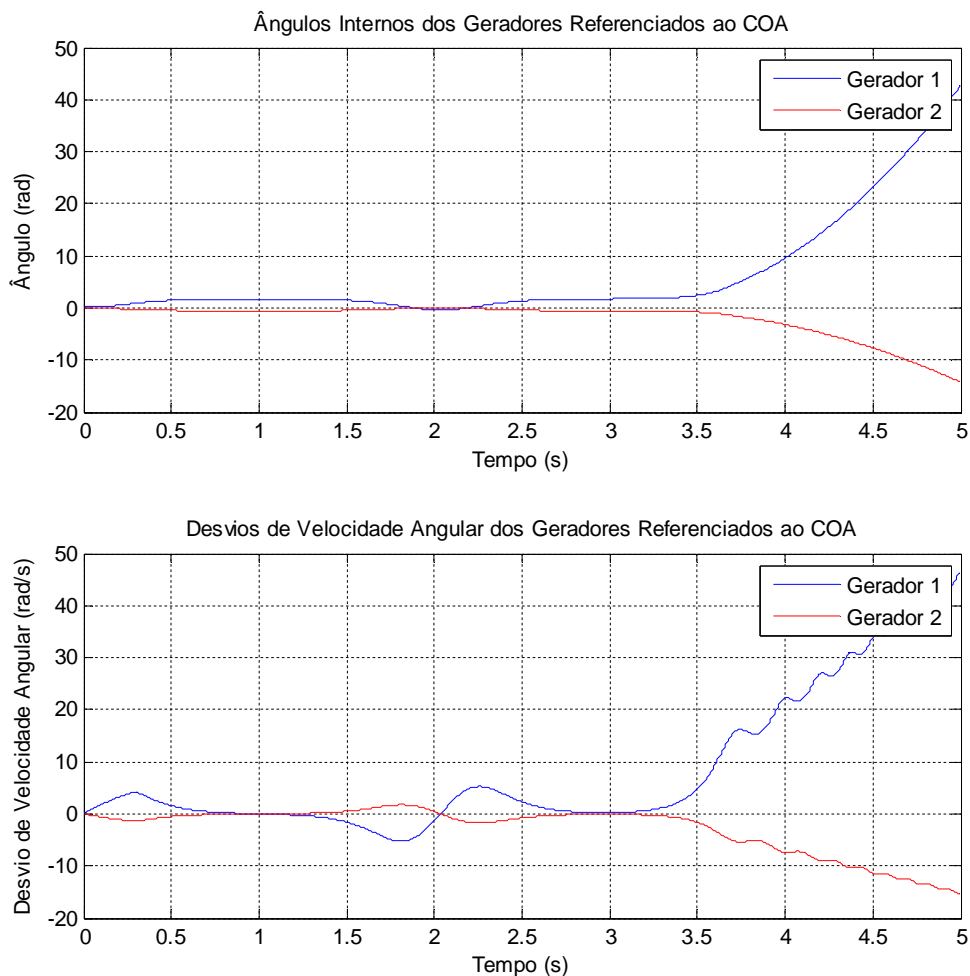 Ângulos Internos dos Geradores Referenciados ao COA
50
40
30
20
10
0
-10
-20
Ângulo (rad)
Gerador 1
Gerador 2
0 0.5 1 1.5 2 2.5 3 3.5 4 4.5 5
Tempo (s)
Desvios de Velocidade Angular dos Geradores Referenciados ao COA
50
40
30
20
10
0
-10
-20
Desvio de Velocidade Angular (rad/s)
Gerador 1
Gerador 2
0 0.5 1 1.5 2 2.5 3 3.5 4 4.5 5
Tempo (s)